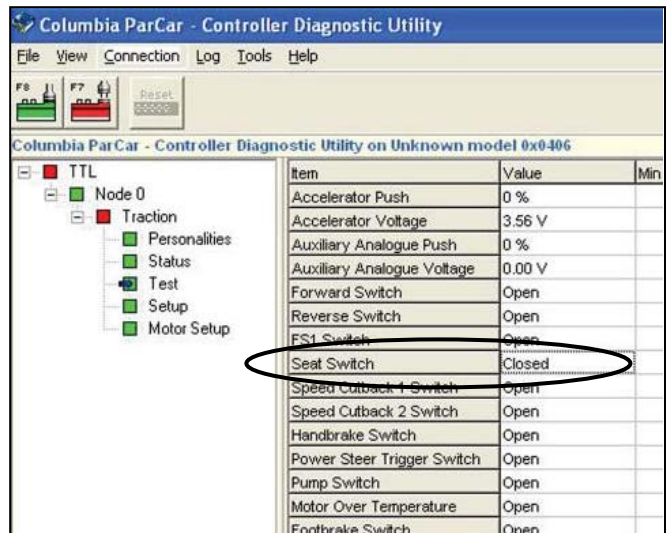 Columbia ParCar - Controller Diagnostic Utility
File View Connection Log Tools Help
F8 F7 Reset
Columbia ParCar - Controller Diagnostic Utility on Unknown model 0x0406
TTL
Node 0
Traction
Personalities
Status
Test
Setup
Motor Setup
Item Value Min
Accelerator Push 0 %
Accelerator Voltage 3.56 V
Auxiliary Analogue Push 0 %
Auxiliary Analogue Voltage 0.00 V
Forward Switch Open
Reverse Switch Open
FS1 Switch Open
Seat Switch Closed
Speed Cutback 1 Switch Open
Speed Cutback 2 Switch Open
Handbrake Switch Open
Power Steer Trigger Switch Open
Pump Switch Open
Motor Over Temperature Open
Footbrake Switch Open